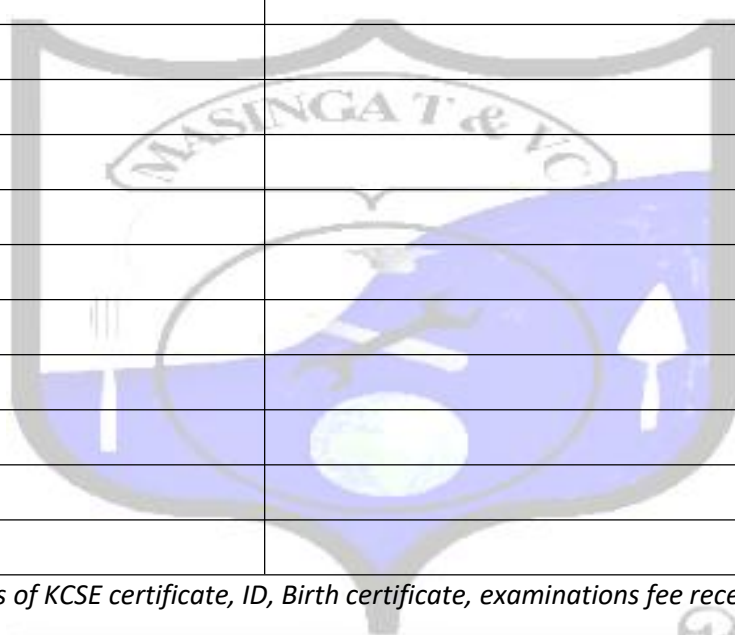 MASINGA T & VC
s of KCSE certificate, ID, Birth certificate, examinations fee rece